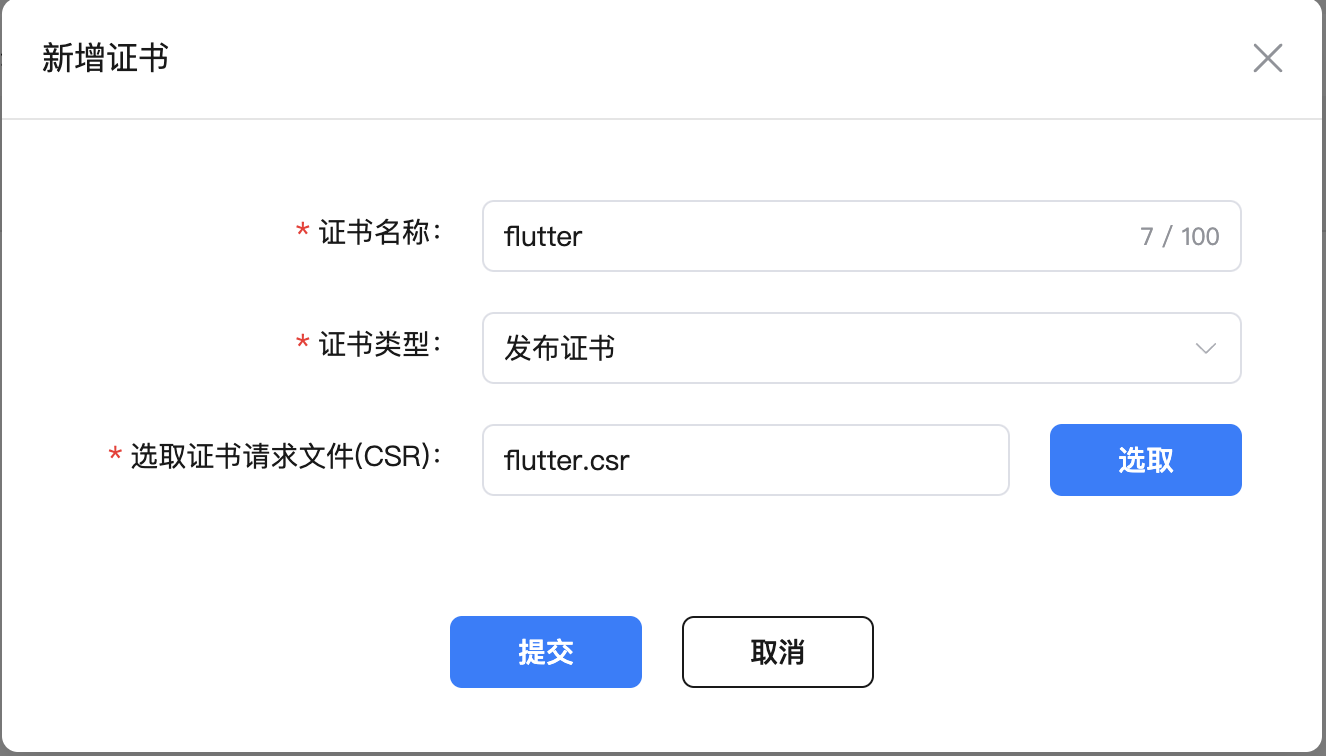 新增证书
* 证书名称： flutter 7 / 100
* 证书类型： 发布证书
* 选取证书请求文件(CSR)： flutter.csr 选取
提交 取消